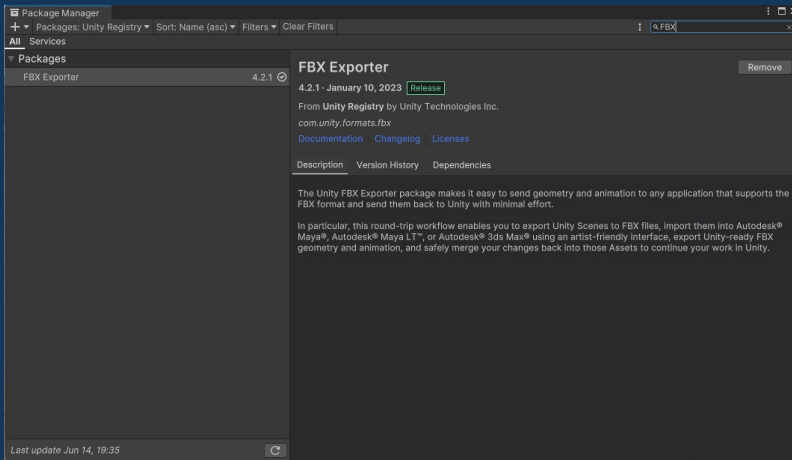 Package Manager
Packages: Unity Registry Sort: Name (asc) Filters Clear Filters FBX
All Services
Packages
FBX Exporter 4.2.1
FBX Exporter Remove
4.2.1 · January 10, 2023 Release
From Unity Registry by Unity Technologies Inc.
com.unity.formats.fbx
Documentation Changelog Licenses
Description Version History Dependencies
The Unity FBX Exporter package makes it easy to send geometry and animation to any application that supports the
FBX format and send them back to Unity with minimal effort.
In particular, this round-trip workflow enables you to export Unity Scenes to FBX files, import them into Autodesk®
Maya®, Autodesk® Maya LT™, or Autodesk® 3ds Max® using an artist-friendly interface, export Unity-ready FBX
geometry and animation, and safely merge your changes back into those Assets to continue your work in Unity.
Last update Jun 14, 19:35